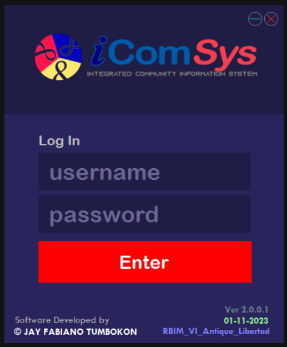 &
iComSys
INTEGRATED COMMUNITY INFORMATION SYSTEM
Log In
username
password
Enter
Ver 2.0.0.1
Software Developed by
01-11-2023
© JAY FABIANO TUMBOKON
RBIM_VI_Antique_Libertad